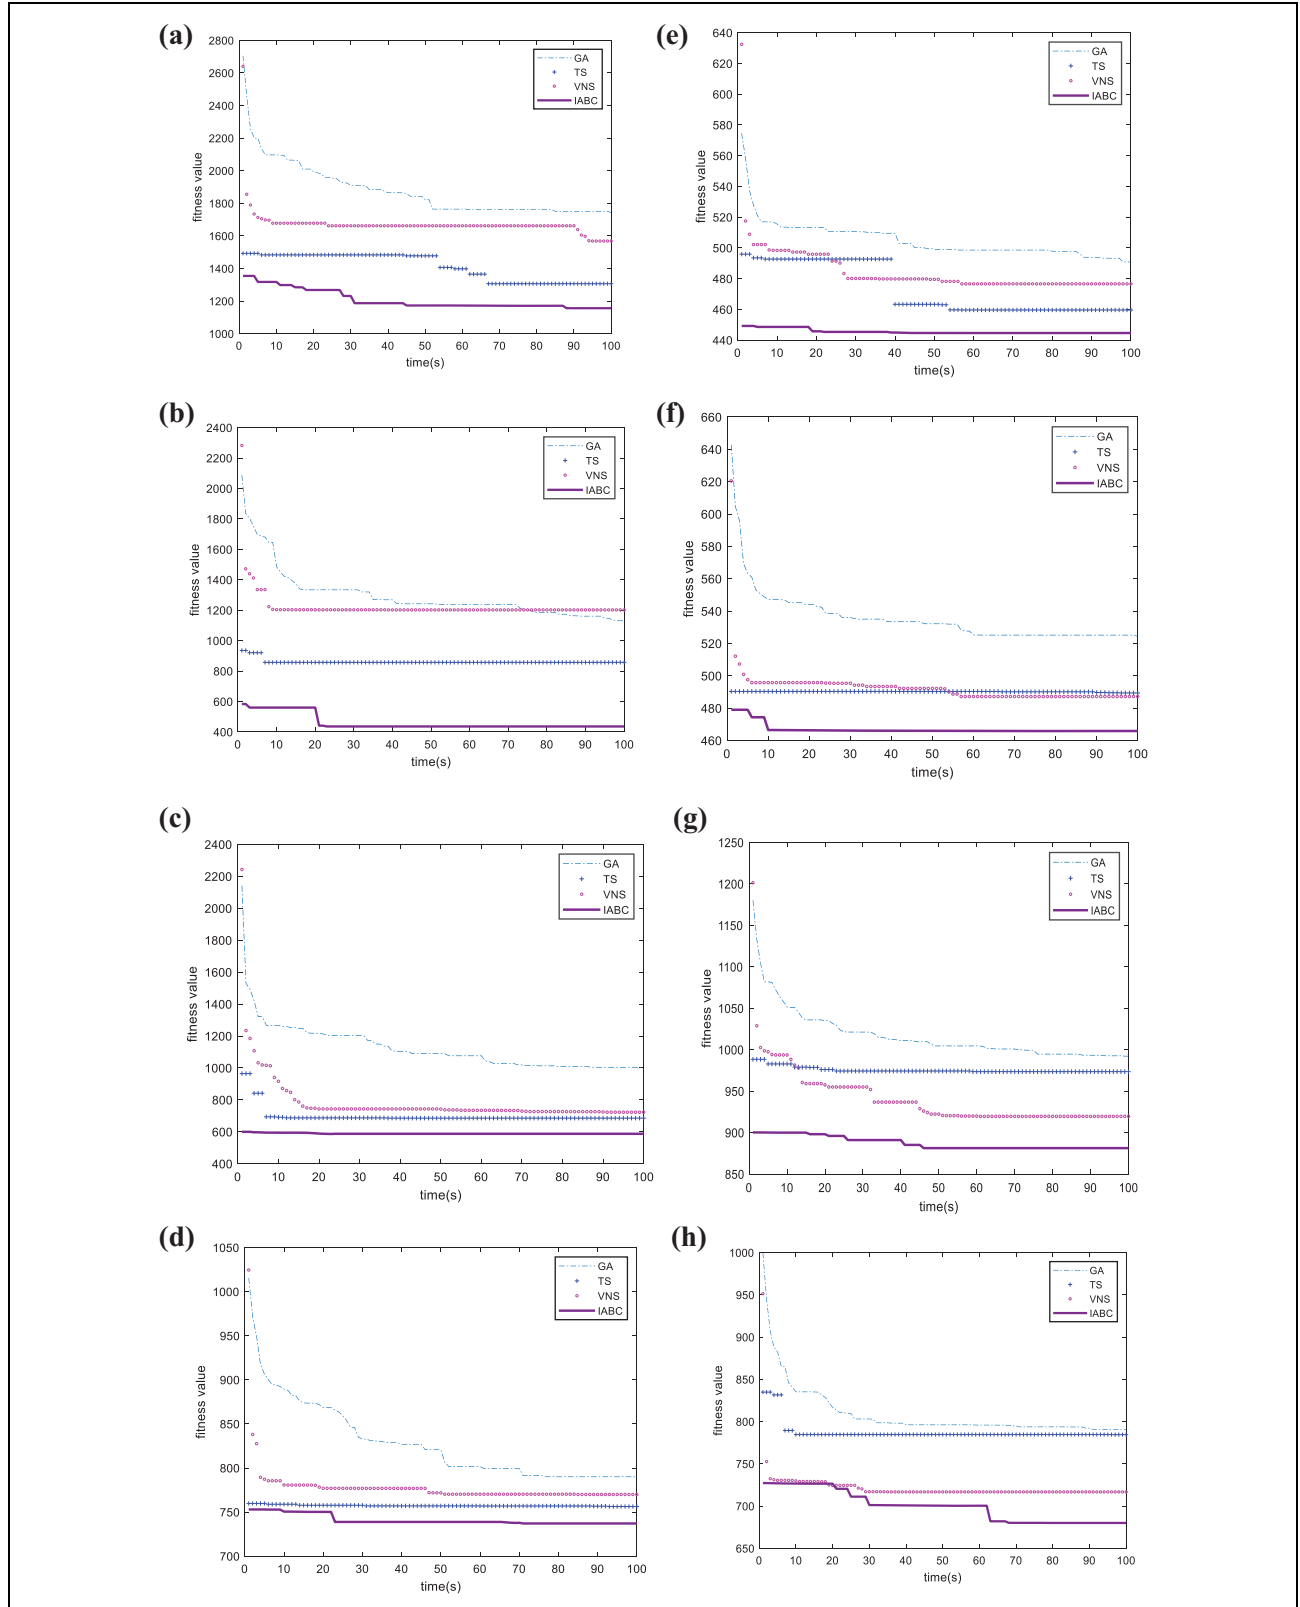 (a)
2800
2600
2400
2200
2000
1800
1600
1400
1200
1000
fitness value
0 10 20 30 40 50 60 70 80 90 100
time(s)
GA
TS
VNS
IABC
(e)
640
620
600
580
560
540
520
500
480
460
440
fitness value
0 10 20 30 40 50 60 70 80 90 100
time(s)
GA
TS
VNS
IABC
(b)
2400
2200
2000
1800
1600
1400
1200
1000
800
600
400
fitness value
0 10 20 30 40 50 60 70 80 90 100
time(s)
GA
TS
VNS
IABC
(f)
660
640
620
600
580
560
540
520
500
480
460
fitness value
0 10 20 30 40 50 60 70 80 90 100
time(s)
GA
TS
VNS
IABC
(c)
2400
2200
2000
1800
1600
1400
1200
1000
800
600
400
fitness value
0 10 20 30 40 50 60 70 80 90 100
time(s)
GA
TS
VNS
IABC
(g)
1250
1200
1150
1100
1050
1000
950
900
850
fitness value
0 10 20 30 40 50 60 70 80 90 100
time(s)
GA
TS
VNS
IABC
(d)
1050
1000
950
900
850
800
750
700
fitness value
0 10 20 30 40 50 60 70 80 90 100
time(s)
GA
TS
VNS
IABC
(h)
1000
950
900
850
800
750
700
650
fitness value
0 10 20 30 40 50 60 70 80 90 100
time(s)
GA
TS
VNS
IABC